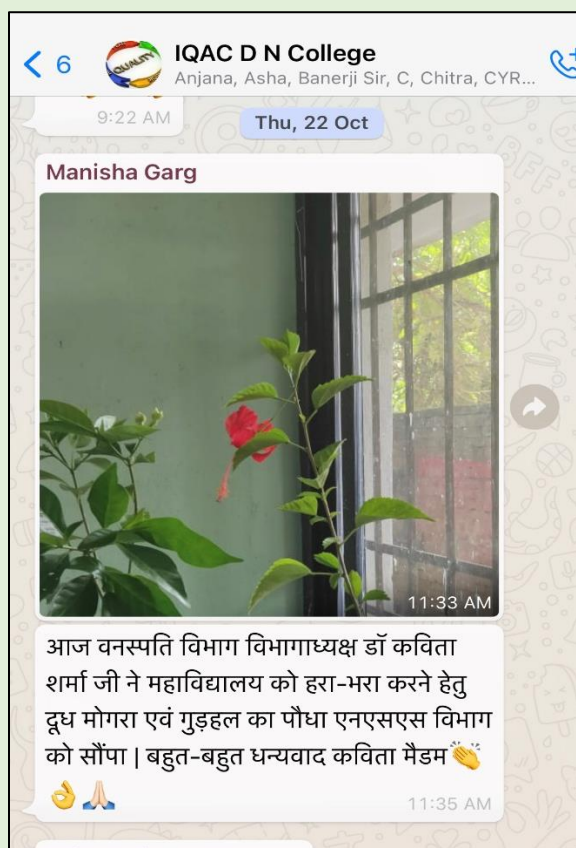 6
IQAC D N College
QUALITY
Anjana, Asha, Banerji Sir, C, Chitra, CYR...
9:22 AM
Thu, 22 Oct
Manisha Garg
11:33 AM
आज वनस्पति विभाग विभागाध्यक्ष डॉ कविता
शर्मा जी ने महाविद्यालय को हरा-भरा करने हेतु
दूध मोगरा एवं गुड़हल का पौधा एनएसएस विभाग
को सौंपा | बहुत-बहुत धन्यवाद कविता मैडम👏🏻
👌🙏🏻
11:35 AM